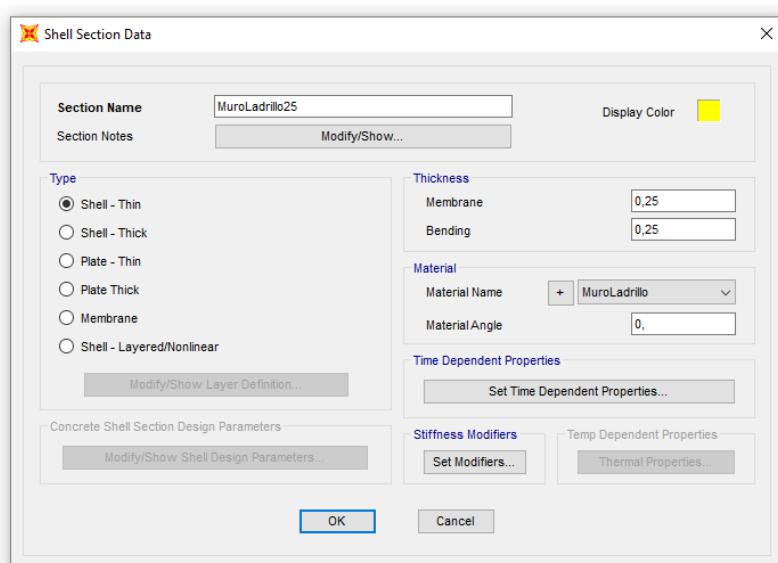 Shell Section Data
Section Name
MuroLadrillo25
Display Color
Section Notes
Modify/Show...
Type
Shell - Thin
Shell - Thick
Plate - Thin
Plate Thick
Membrane
Shell - Layered/Nonlinear
Modify/Show Layer Definition...
Concrete Shell Section Design Parameters
Modify/Show Shell Design Parameters...
Thickness
Membrane
0,25
Bending
0,25
Material
Material Name
+
MuroLadrillo
Material Angle
0,
Time Dependent Properties
Set Time Dependent Properties...
Stiffness Modifiers
Set Modifiers...
Temp Dependent Properties
Thermal Properties...
OK
Cancel